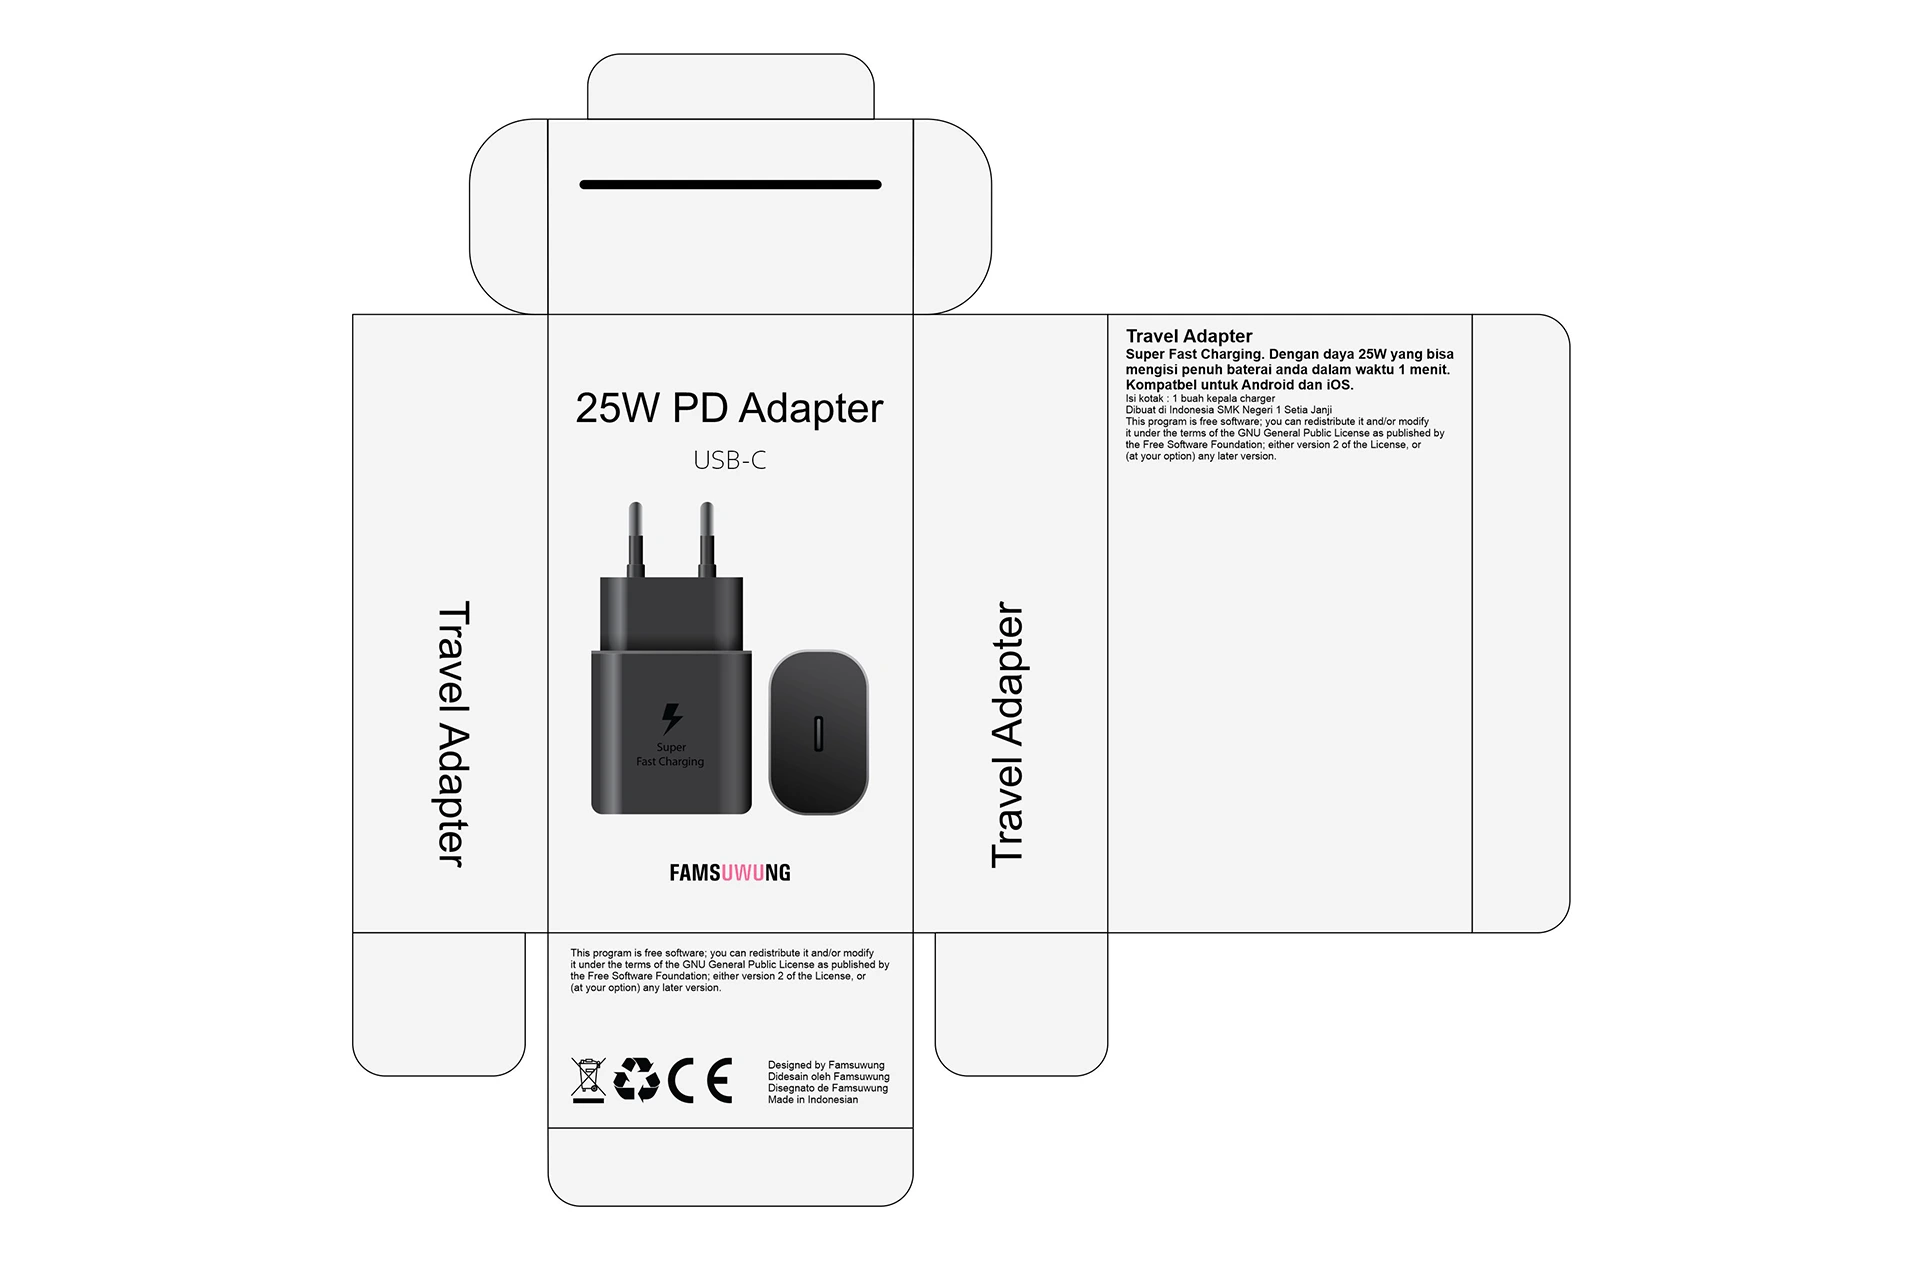 25W PD Adapter
USB-C
Super
Fast Charging
FAMSUWUNG
Travel Adapter
Travel Adapter
Travel Adapter
Super Fast Charging. Dengan daya 25W yang bisa
mengisi penuh baterai anda dalam waktu 1 menit.
Kompatbel untuk Android dan iOS.
Isi kotak : 1 buah kepala charger
Dibuat di Indonesia SMK Negeri 1 Setia Janji
This program is free software; you can redistribute it and/or modify
it under the terms of the GNU General Public License as published by
the Free Software Foundation; either version 2 of the License, or
(at your option) any later version.
This program is free software; you can redistribute it and/or modify
it under the terms of the GNU General Public License as published by
the Free Software Foundation; either version 2 of the License, or
(at your option) any later version.
CE
Designed by Famsuwung
Didesain oleh Famsuwung
Disegnato de Famsuwung
Made in Indonesian